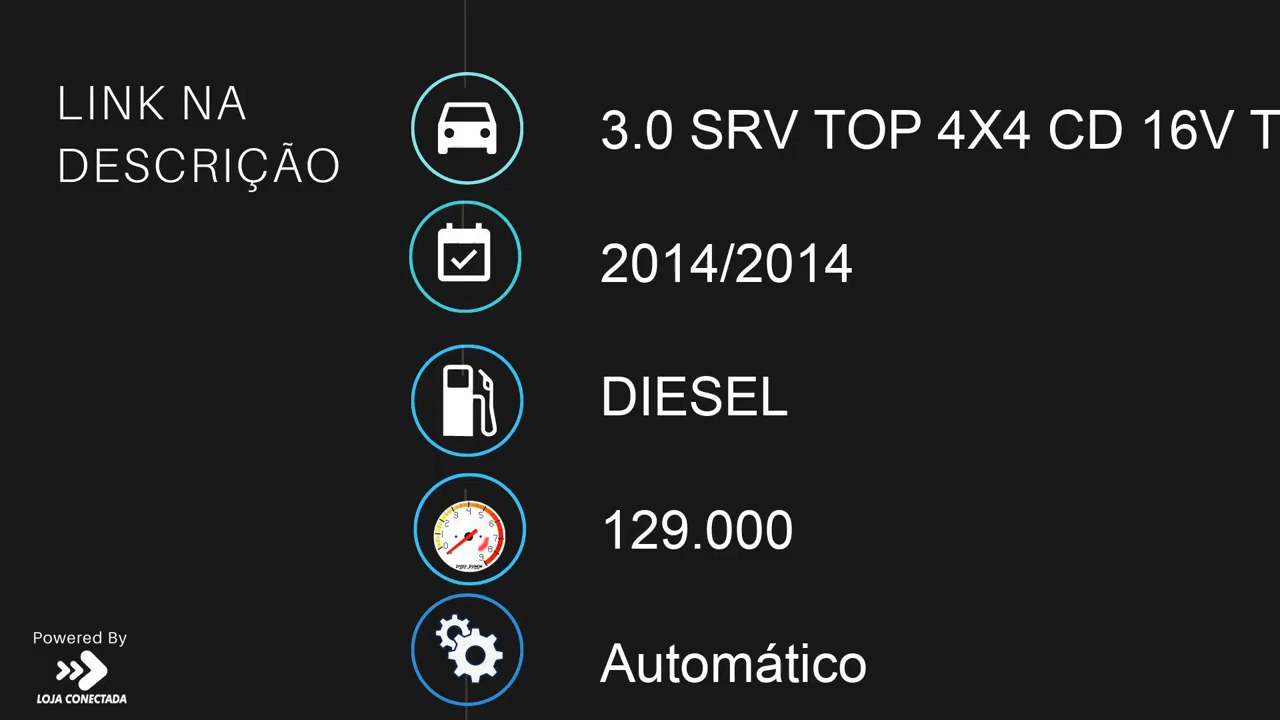 LINK NA
DESCRIÇÃO
3.0 SRV TOP 4X4 CD 16V T
2014/2014
DIESEL
129.000
Automático
Powered By
LOJA CONECTADA